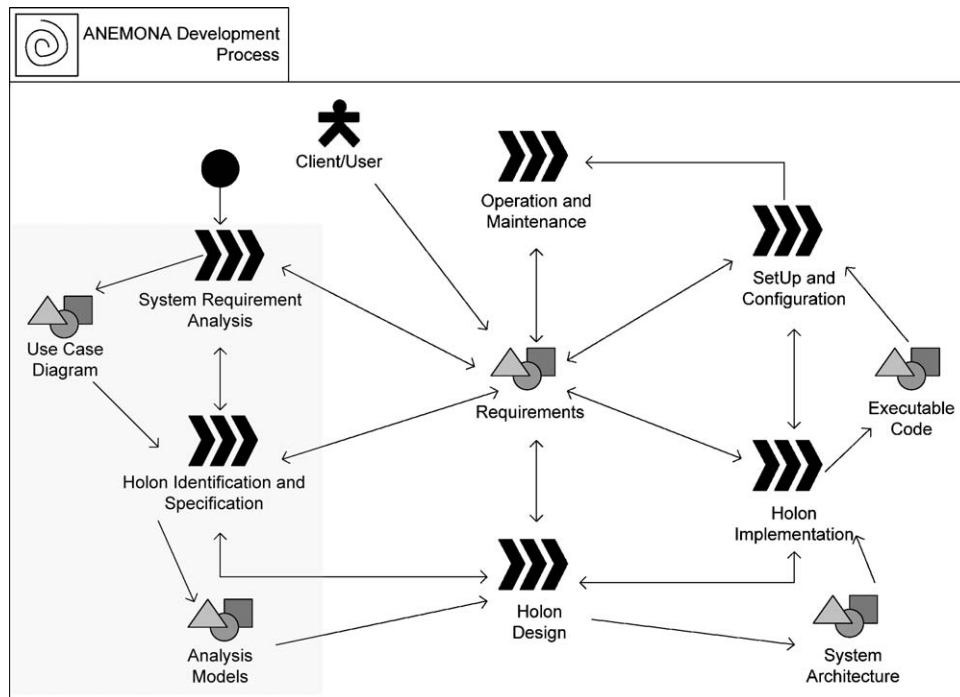 ANEMONA Development
Process
Client/User
Operation and
Maintenance
System Requirement
Analysis
SetUp and
Configuration
Use Case
Diagram
Requirements
Executable
Code
Holon Identification and
Specification
Holon
Implementation
Holon
Design
Analysis
Models
System
Architecture